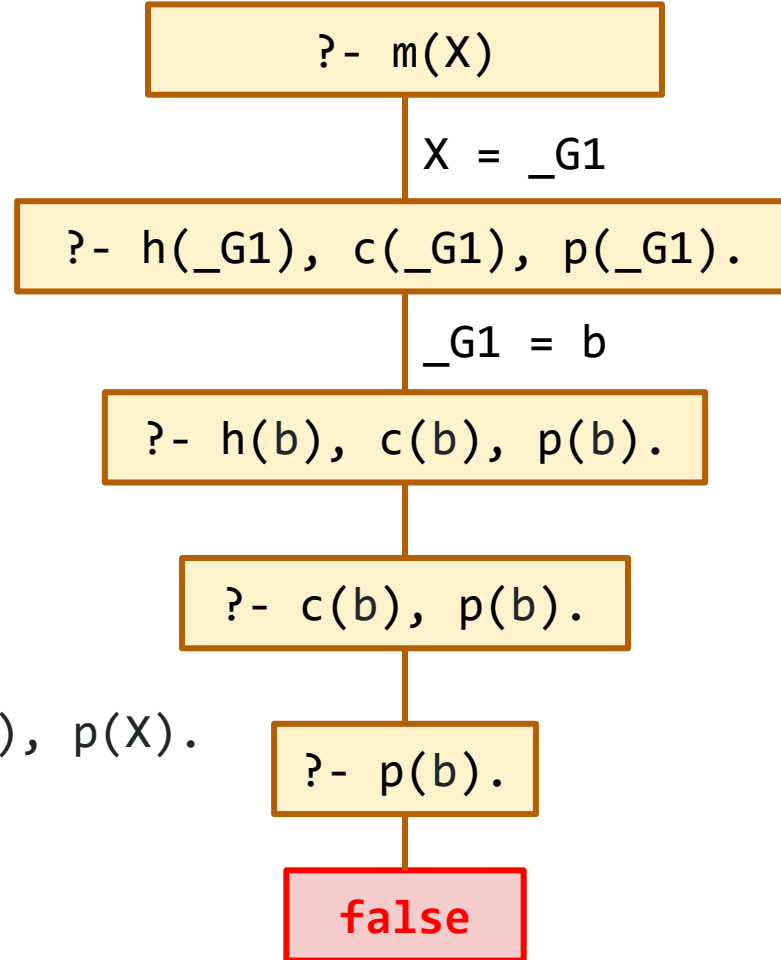 ?- m(X)
X = _G1
?- h(_G1), c(_G1), p(_G1).
_G1 = b
?- h(b), c(b), p(b).
?- c(b), p(b).
), p(X).
?- p(b).
false